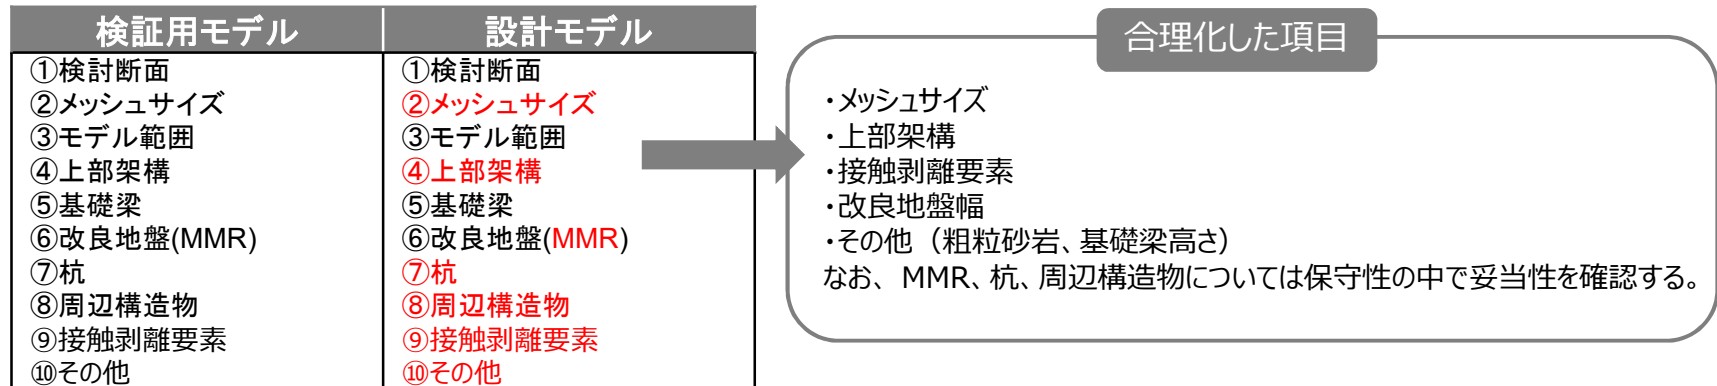 検証用モデル
①検討断面
②メッシュサイズ
③モデル範囲
④上部架構
⑤基礎梁
⑥改良地盤(MMR)
⑦杭
⑧周辺構造物
⑨接触剥離要素
⑩その他
設計モデル
①検討断面
②メッシュサイズ
③モデル範囲
④上部架構
⑤基礎梁
⑥改良地盤(MMR)
⑦杭
⑧周辺構造物
⑨接触剥離要素
⑩その他
合理化した項目
・メッシュサイズ
・上部架構
・接触剥離要素
・改良地盤幅
・その他（粗粒砂岩、基礎梁高さ）
なお、MMR、杭、周辺構造物については保守性の中で妥当性を確認する。